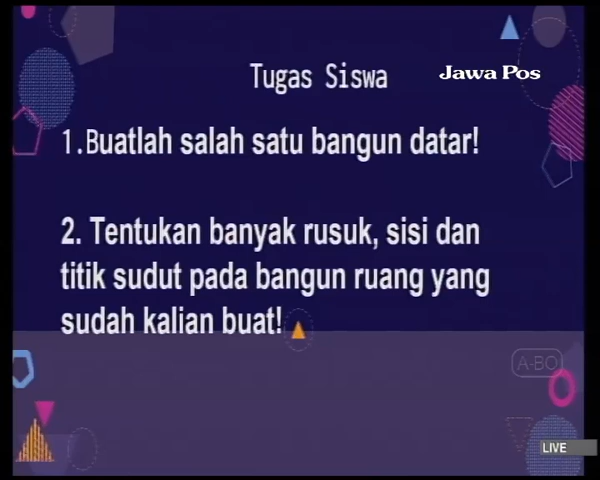 Tugas Siswa
Jawa Pos
1.Buatlah salah satu bangun datar!
2. Tentukan banyak rusuk, sisi dan
titik sudut pada bangun ruang yang
sudah kalian buat!
A-BO
LIVE